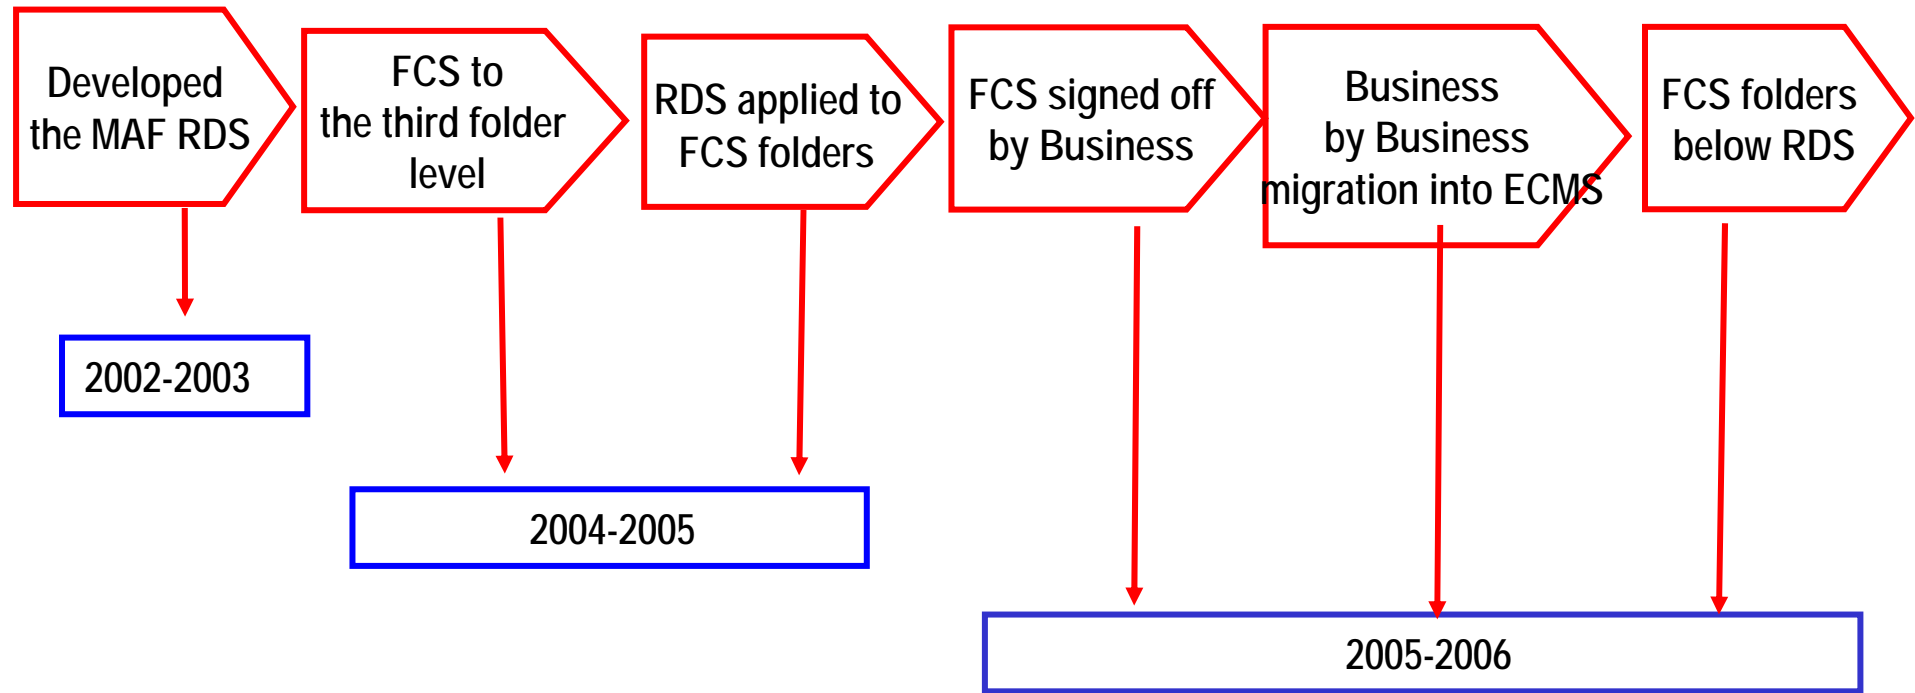 Developed
the MAF RDS
FCS to
the third folder
level
RDS applied to
FCS folders
FCS signed off
by Business
Business
by Business
migration into ECMS
FCS folders
below RDS
2002-2003
2004-2005
2005-2006